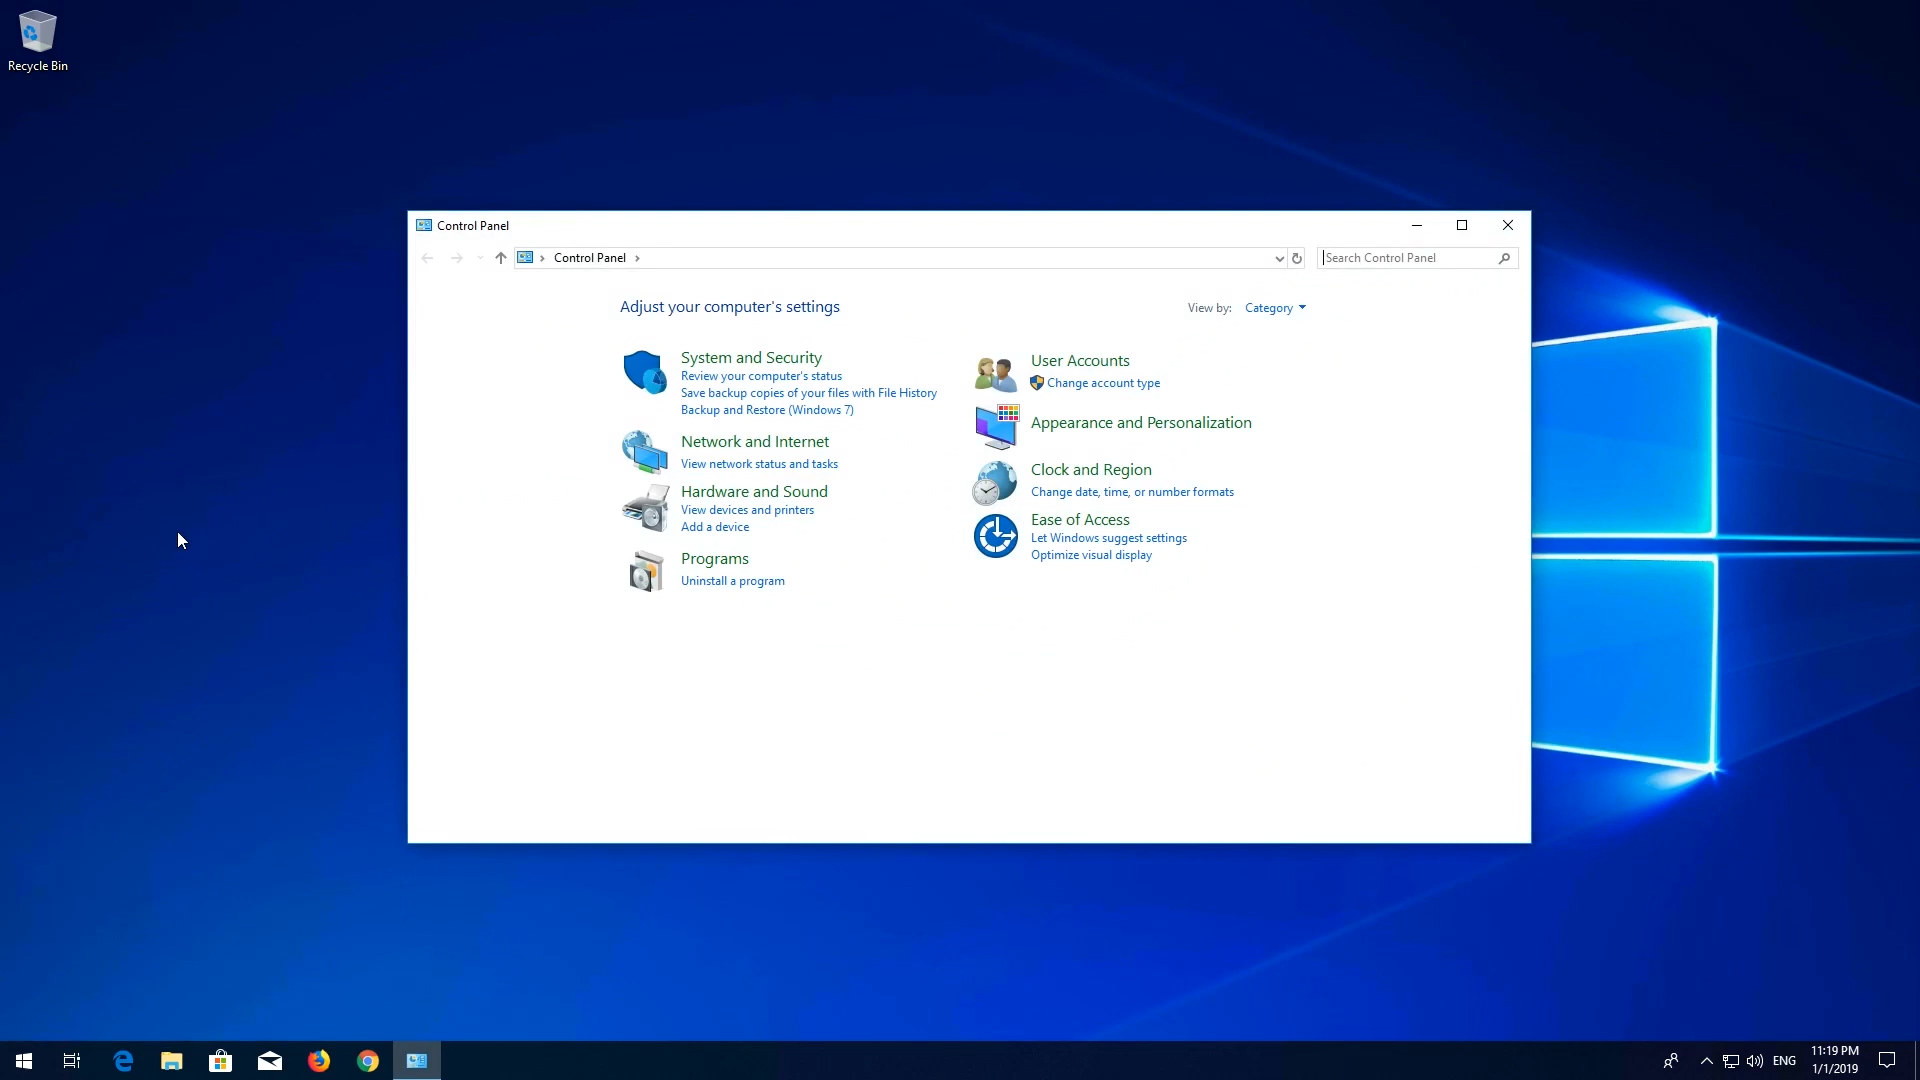 Recycle Bin
Control Panel
Control Panel
Search Control Panel
Adjust your computer's settings
View by: Category
System and Security
Review your computer's status
Save backup copies of your files with File History
Backup and Restore (Windows 7)
Network and Internet
View network status and tasks
Hardware and Sound
View devices and printers
Add a device
Programs
Uninstall a program
User Accounts
Change account type
Appearance and Personalization
Clock and Region
Change date, time, or number formats
Ease of Access
Let Windows suggest settings
Optimize visual display
ENG
11:19 PM
1/1/2019